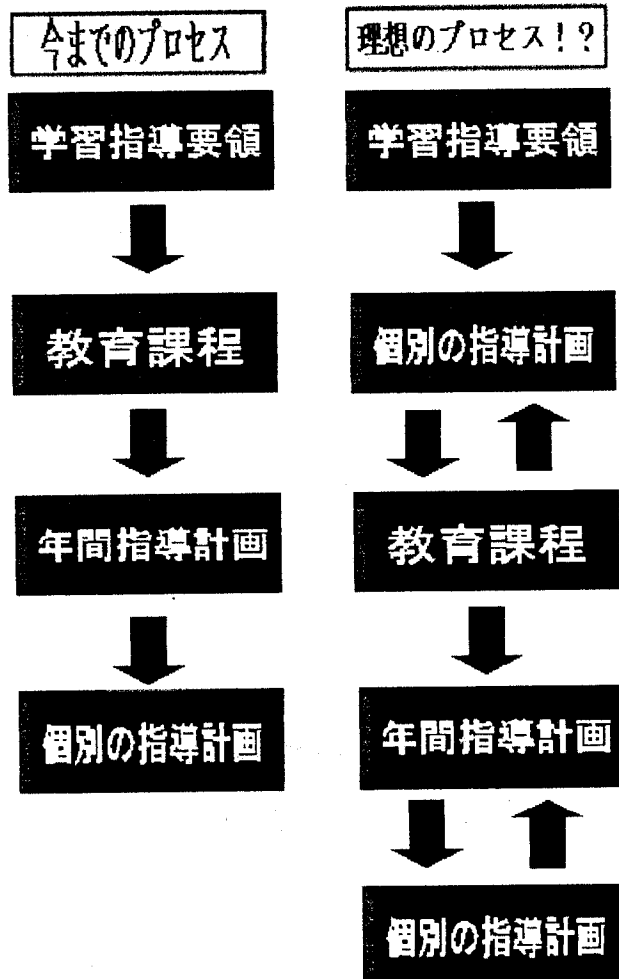 今までのプロセス
学習指導要領
教育課程
年間指導計画
個別の指導計画
理想のプロセス！？
学習指導要領
個別の指導計画
教育課程
年間指導計画
個別の指導計画